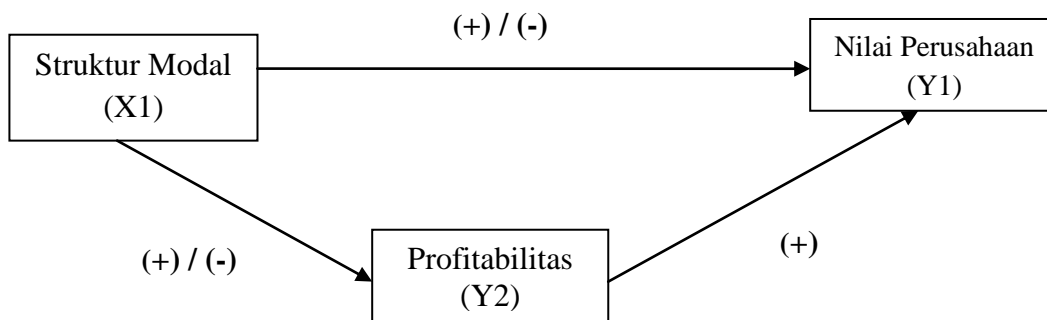 (+) / (-)
Struktur Modal
(X1)
Nilai Perusahaan
(Y1)
(+) / (-)
Profitabilitas
(Y2)
(+)